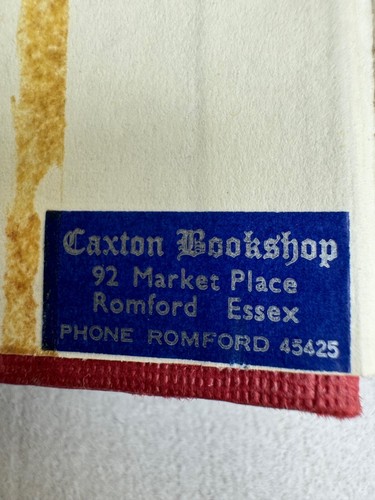 Caxton Bookshop
92 Market Place
Romford Essex
PHONE ROMFORD 45425